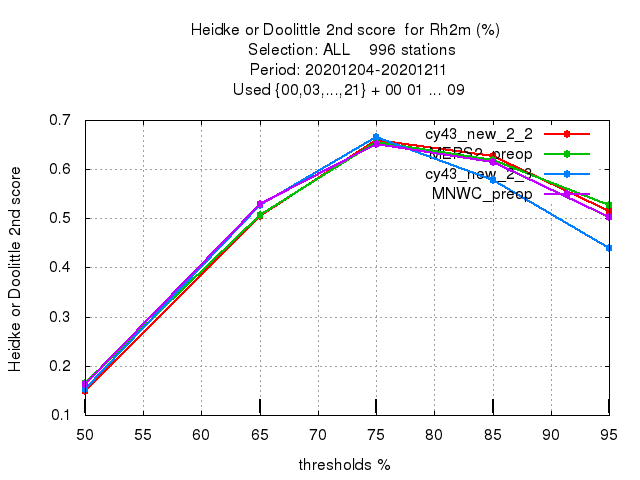 Heidke or Doolittle 2nd score  for Rh2m (%)
Selection: ALL    996 stations
Period: 20201204-20201211
Used {00,03,...,21} + 00 01 ... 09
Heidke or Doolittle 2nd score
0.7
0.6
0.5
0.4
0.3
0.2
0.1
cy43_new_2_2
MEPS3_preop
cy43_new_2_3
MNWC_preop
50 55 60 65 70 75 80 85 90 95
thresholds %